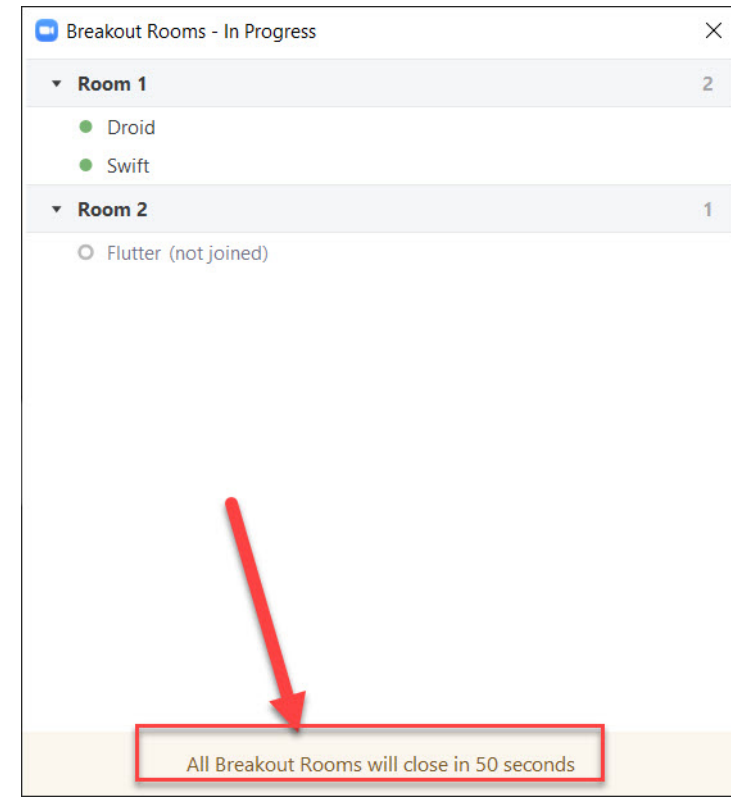 Breakout Rooms - In Progress
Room 1 2
Droid
Swift
Room 2 1
Flutter (not joined)
All Breakout Rooms will close in 50 seconds